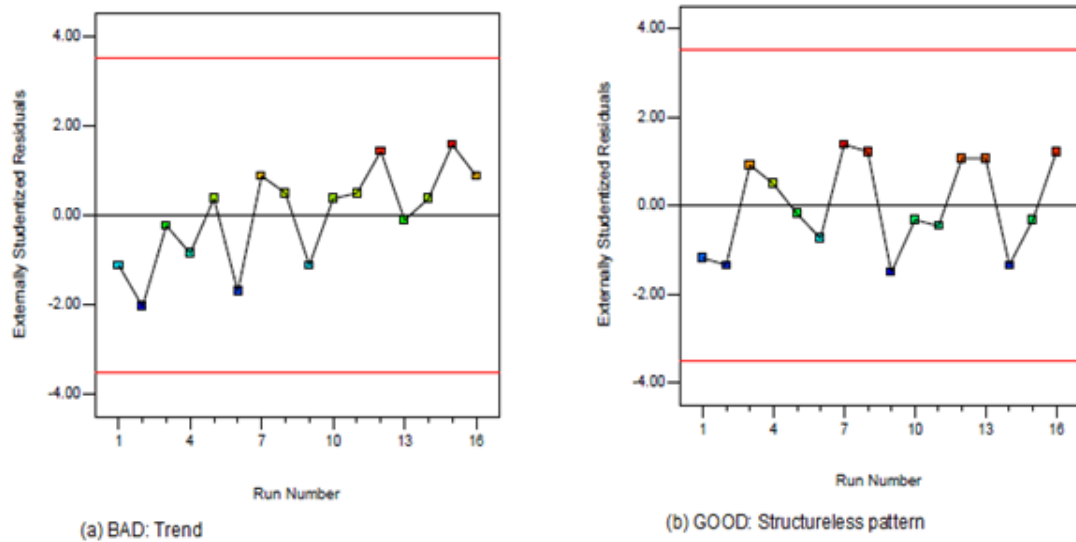 Externally Studentized Residuals
4.00
2.00
0.00
-2.00
-4.00
1 4 7 10 13 16
Run Number
(a) BAD: Trend
Externally Studentized Residuals
4.00
2.00
0.00
-2.00
-4.00
1 4 7 10 13 16
Run Number
(b) GOOD: Structureless pattern